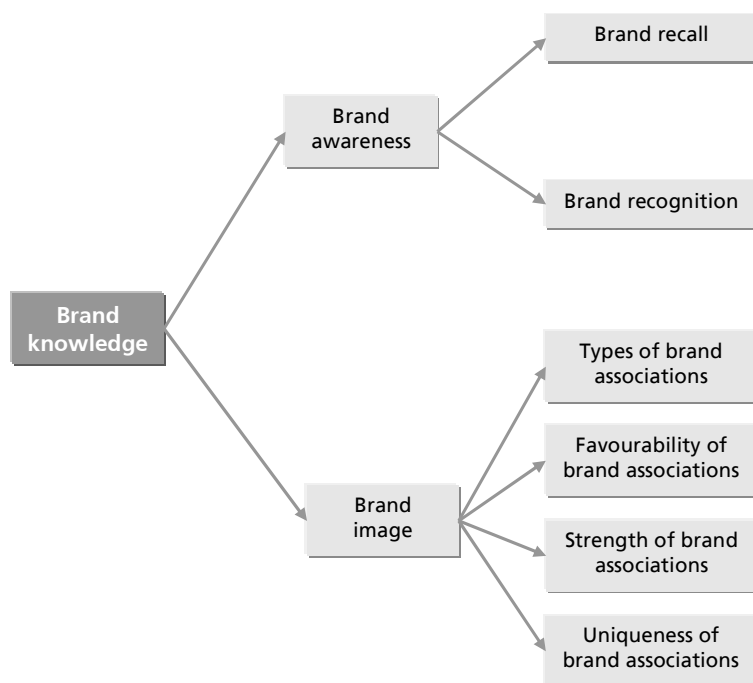 Brand recall
Brand
awareness
Brand recognition
Brand
knowledge
Types of brand
associations
Favourability of
brand associations
Brand
image
Strength of brand
associations
Uniqueness of
brand associations